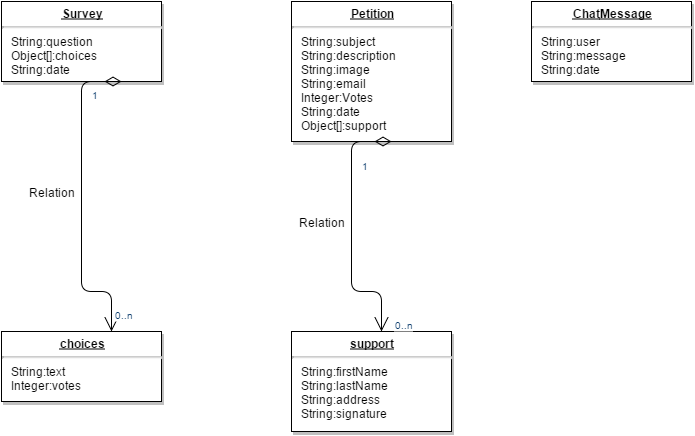 Survey
String:question
Object[]:choices
String:date
1
Relation
0..n
choices
String:text
Integer:votes
Petition
String:subject
String:description
String:image
String:email
Integer:Votes
String:date
Object[]:support
1
Relation
0..n
support
String:firstName
String:lastName
String:address
String:signature
ChatMessage
String:user
String:message
String:date